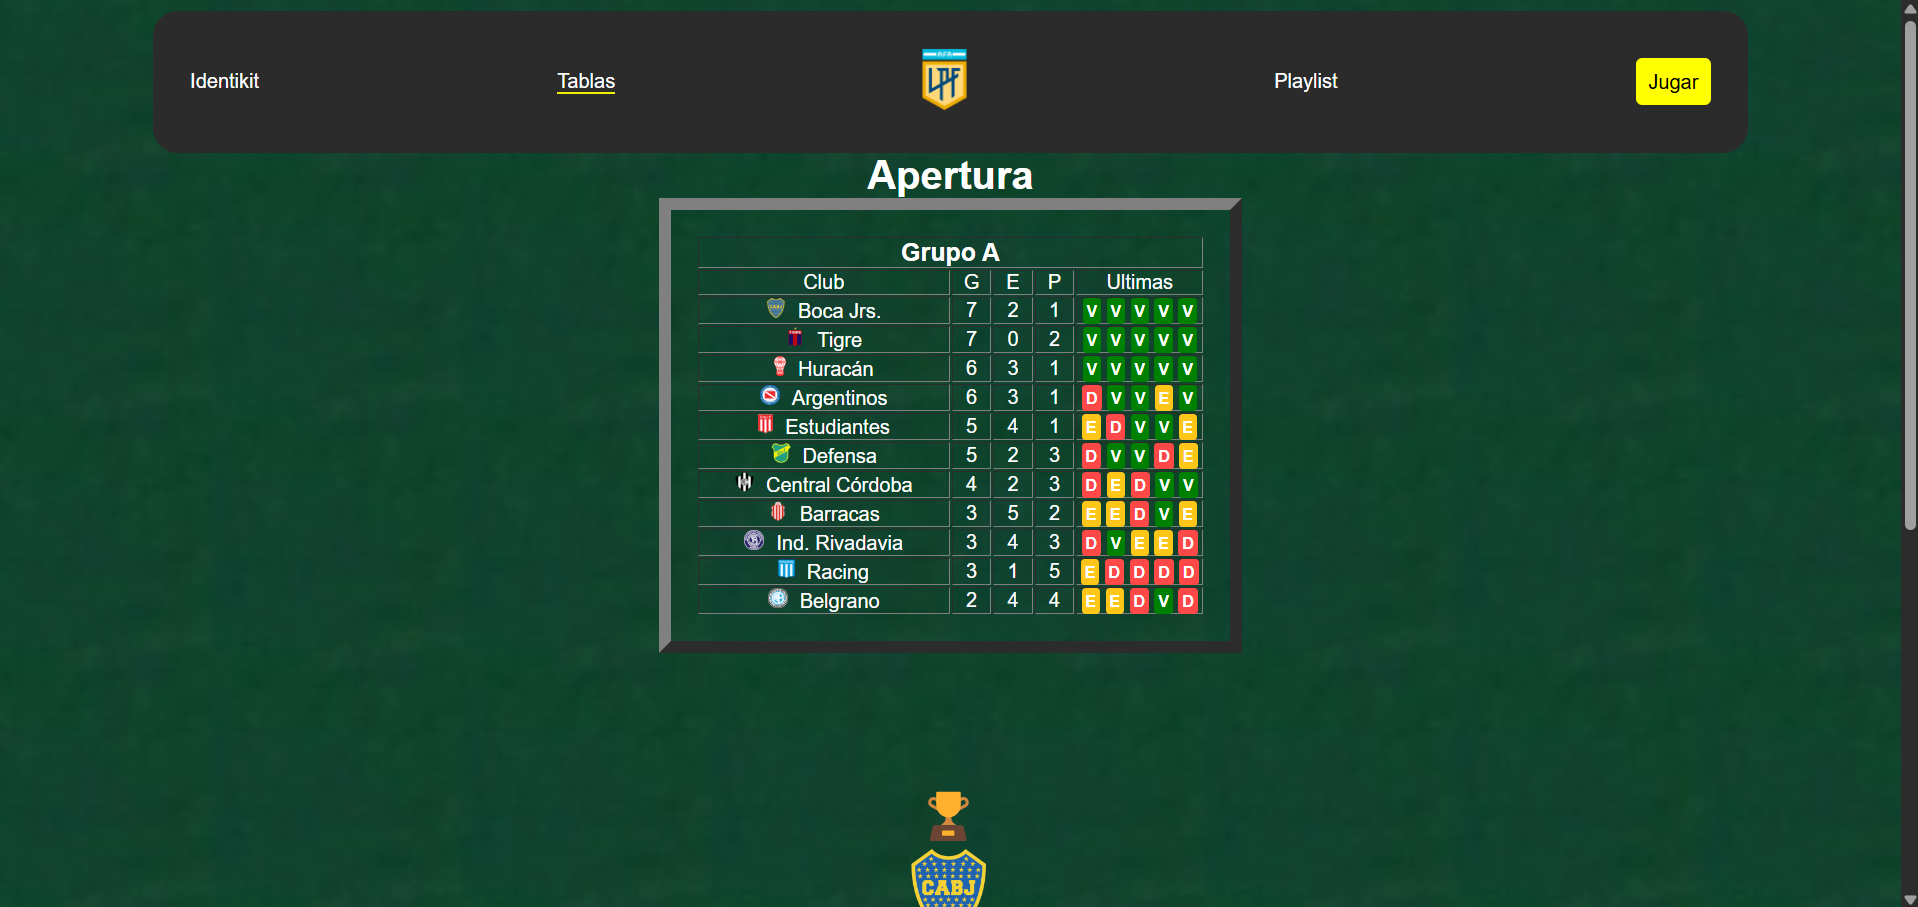 Identikit Tablas AFA LPF Playlist Jugar
Apertura
Grupo A
Club G E P Ultimas
Boca Jrs. 7 2 1 V V V V V
Tigre 7 0 2 V V V V V
Huracán 6 3 1 V V V V V
Argentinos 6 3 1 D V V E V
Estudiantes 5 4 1 E D V V E
Defensa 5 2 3 D V V D E
Central Córdoba 4 2 3 D E D V V
Barracas 3 5 2 E E D V E
Ind. Rivadavia 3 4 3 D V E E D
Racing 3 1 5 E D D D D
Belgrano 2 4 4 E E D V D
CABJ